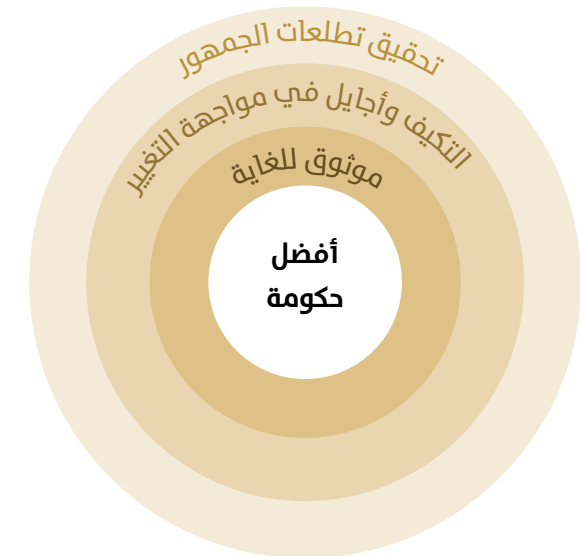 تحقيق تطلعات الجمهور
التكيف وأجايل في مواجهة التغيير
موثوق للغاية
أفضل
حكومة